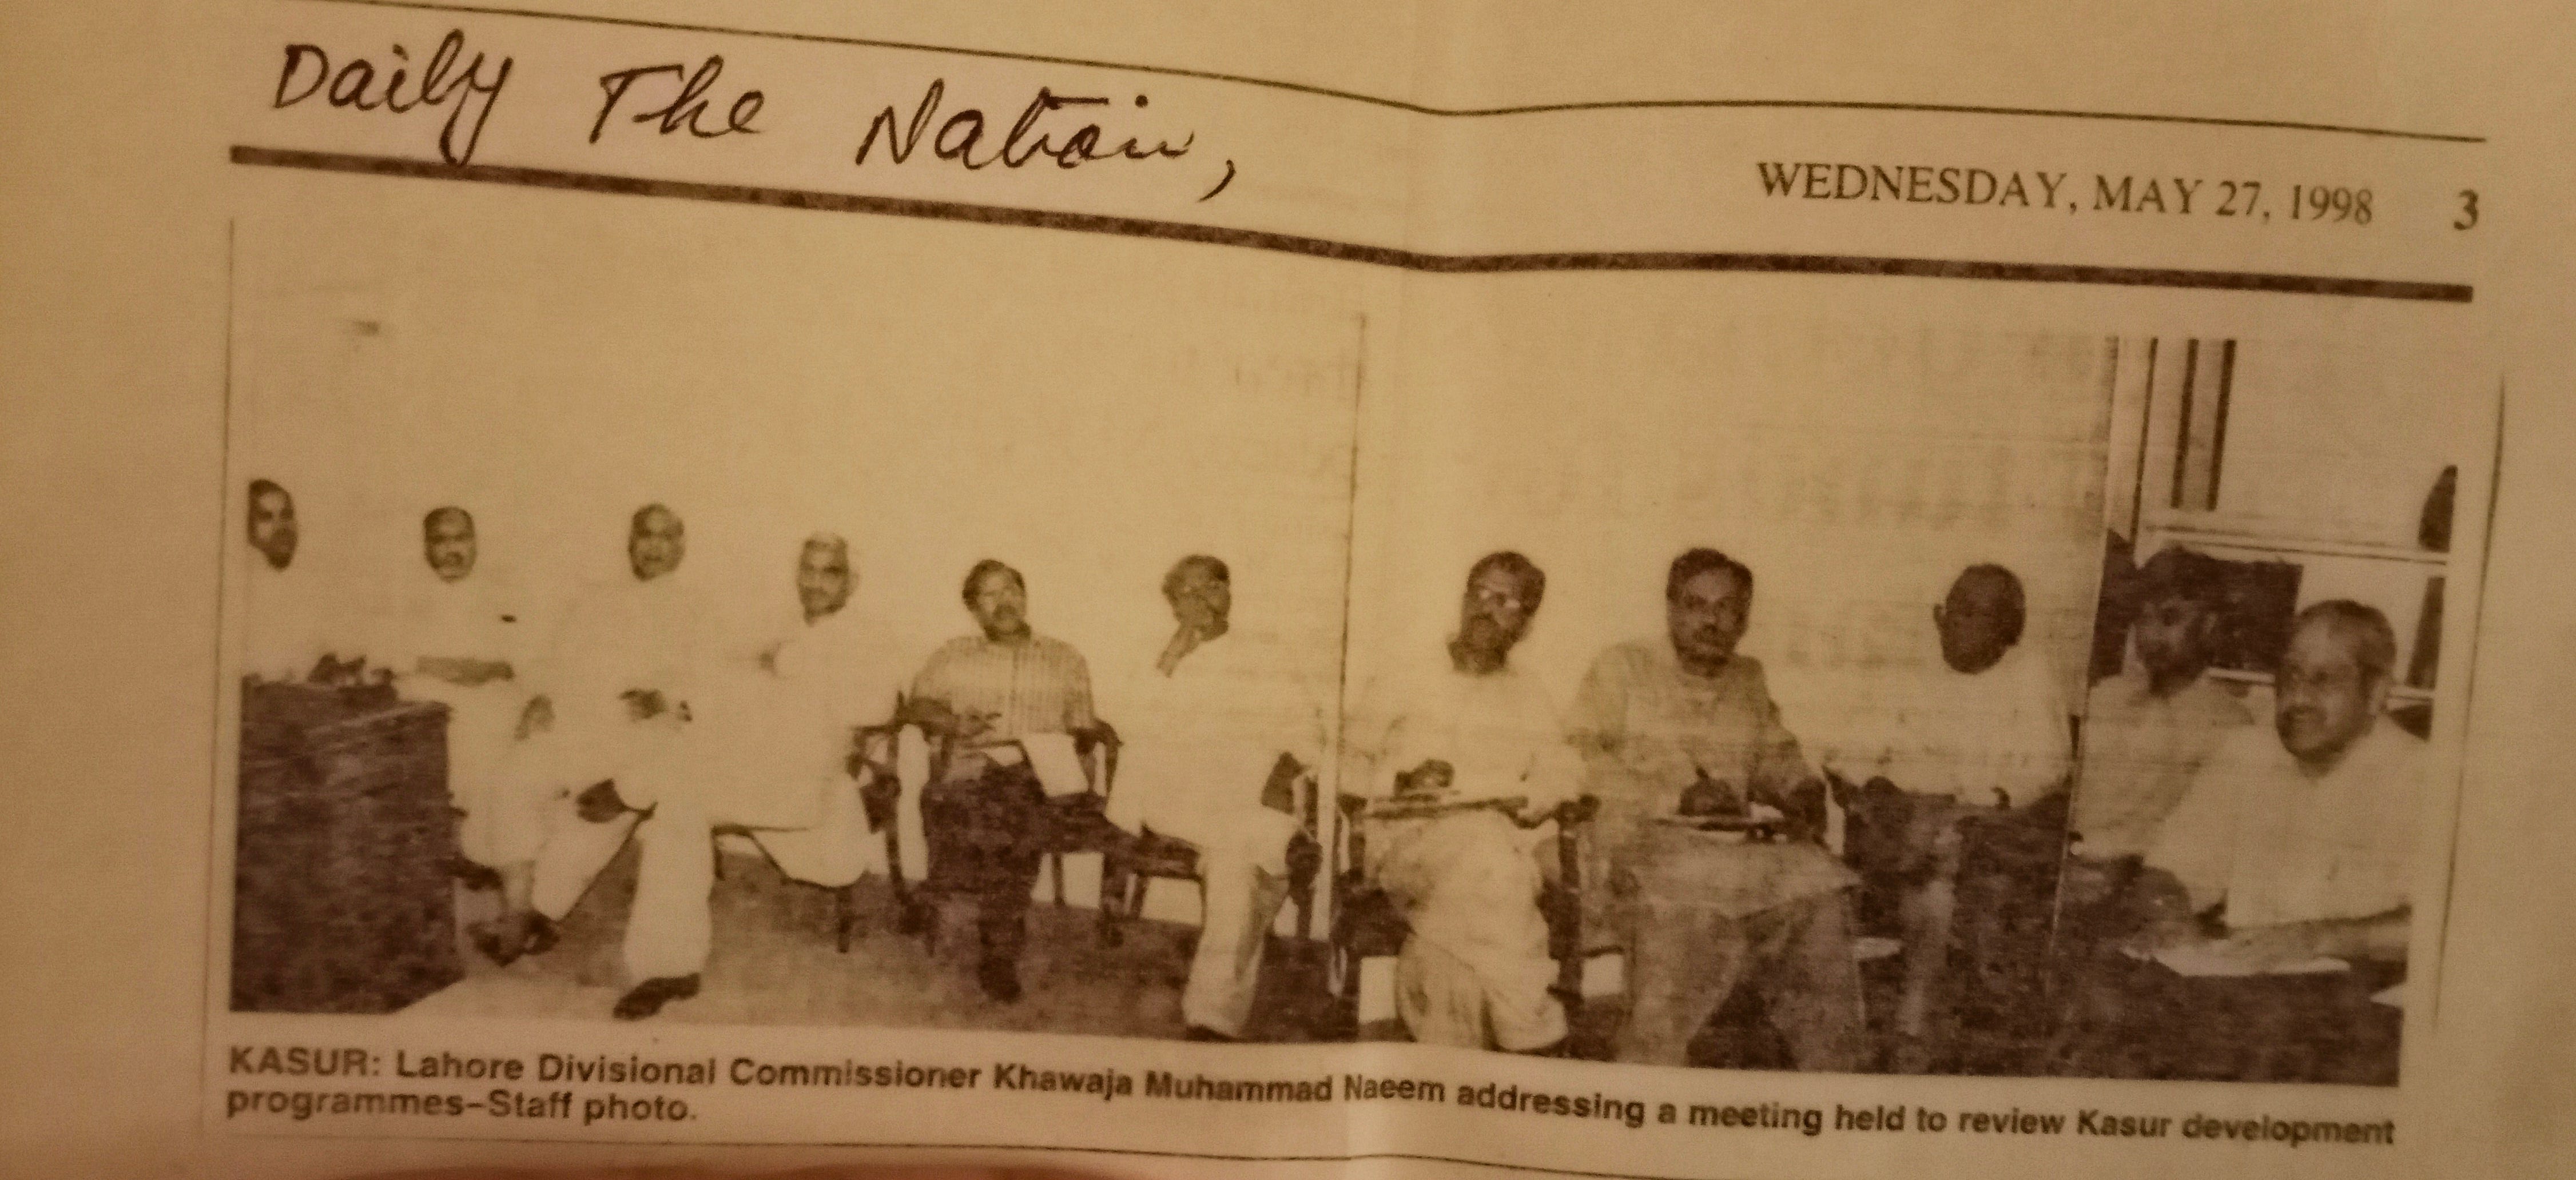 Daily The Nation,
WEDNESDAY, MAY 27, 1998 3
KASUR: Lahore Divisional Commissioner Khawaja Muhammad Naeem addressing a meeting held to review Kasur development
programmes–Staff photo.